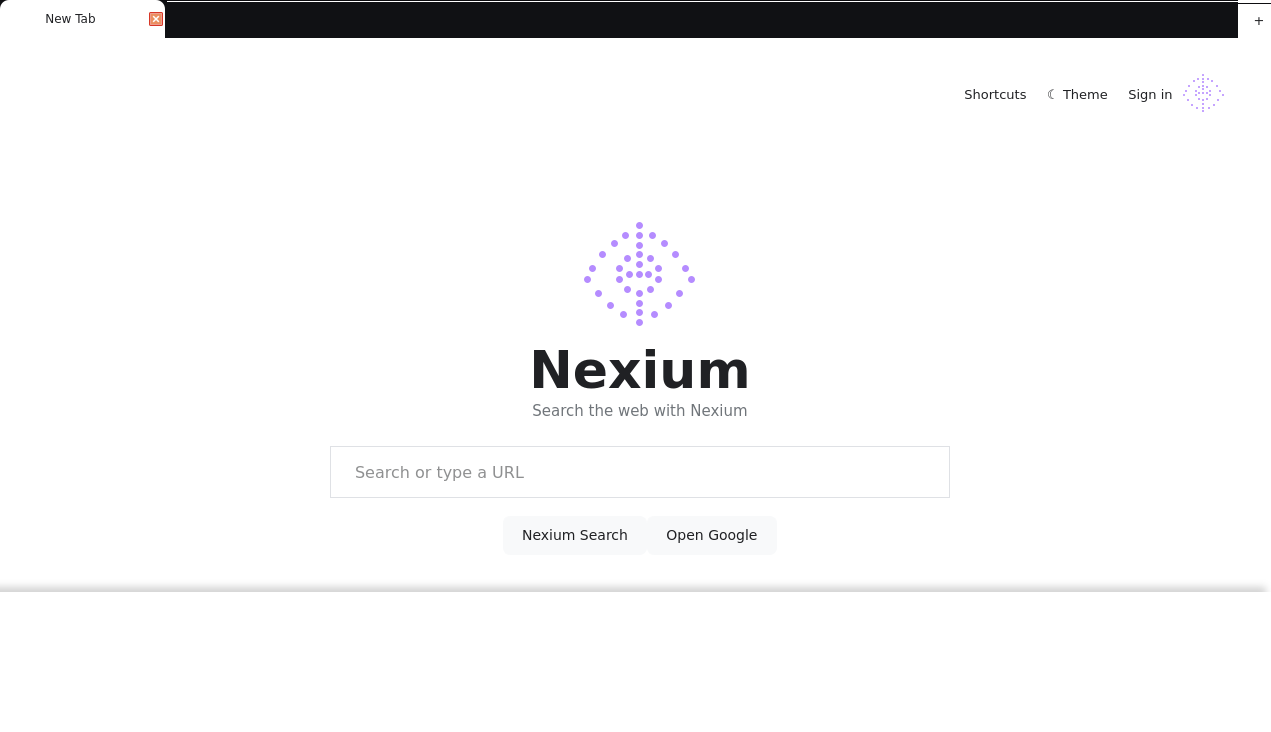 New Tab
+
Shortcuts ☾ Theme Sign in
Nexium
Search the web with Nexium
Search or type a URL
Nexium Search Open Google